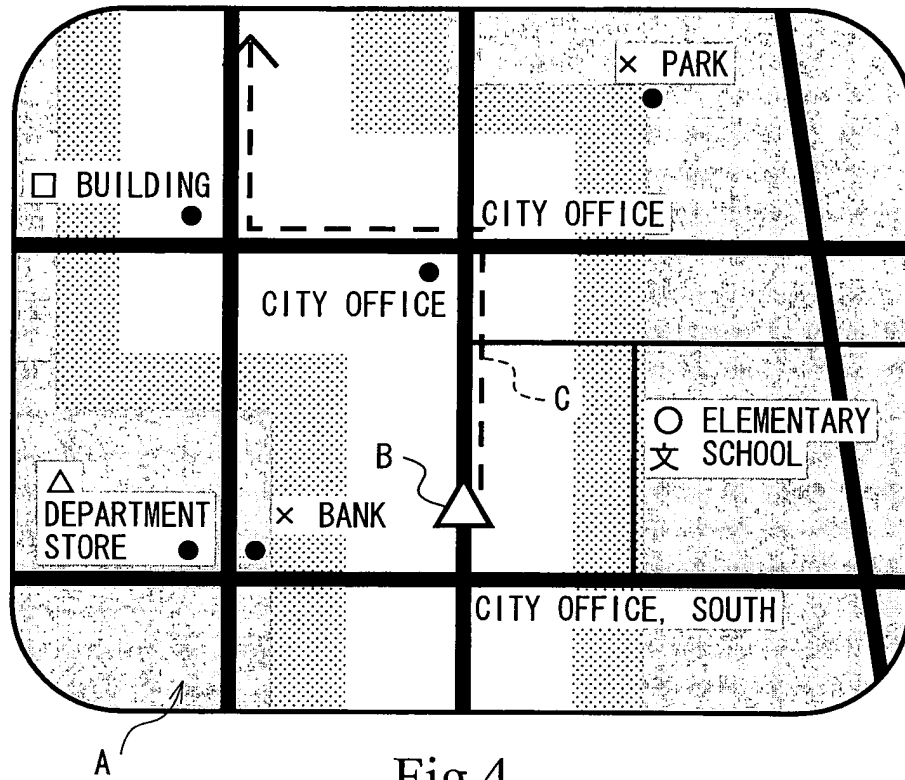 × PARK
□ BUILDING
CITY OFFICE
CITY OFFICE
C
○ ELEMENTARY
文 SCHOOL
B
△
DEPARTMENT
STORE
× BANK
CITY OFFICE, SOUTH
A
Fig.4